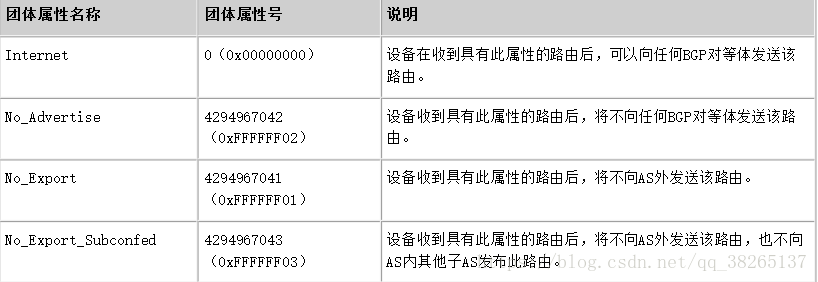 团体属性名称 团体属性号 说明
Internet 0（0x00000000） 设备在收到具有此属性的路由后，可以向任何BGP对等体发送该
路由。
No_Advertise 4294967042 设备收到具有此属性的路由后，将不向任何BGP对等体发送该路
（0xFFFFFF02） 由。
No_Export 4294967041 设备收到具有此属性的路由后，将不向AS外发送该路由。
（0xFFFFFF01）
No_Export_Subconfed 4294967043 设备收到具有此属性的路由后，将不向AS外发送该路由，也不向
（0xFFFFFF03） AS内其他子AS发布此路由。
blog.csdn.net/qq_38265137